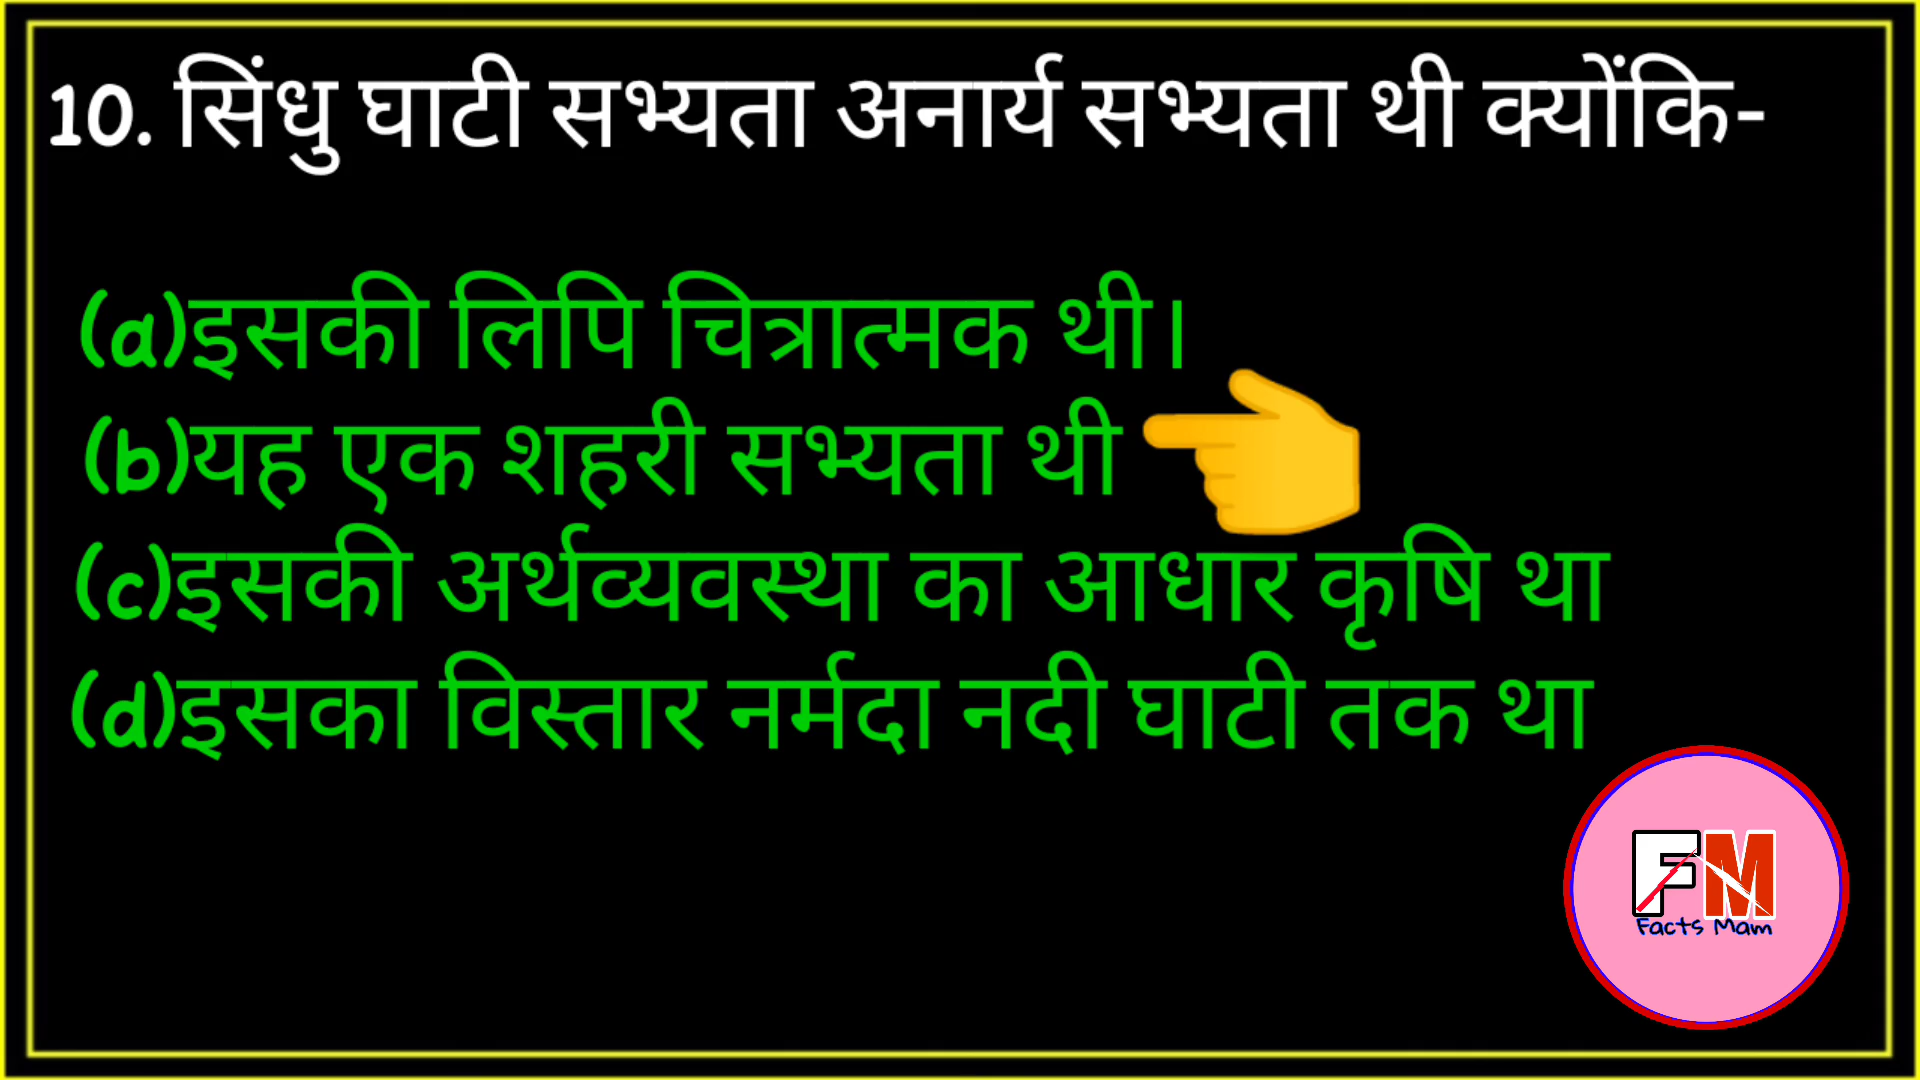 10. सिंधु घाटी सभ्यता अनार्य सभ्यता थी क्योंकि-
(a)इसकी लिपि चित्रात्मक थी।
(b)यह एक शहरी सभ्यता थी
(c)इसकी अर्थव्यवस्था का आधार कृषि था
(d)इसका विस्तार नर्मदा नदी घाटी तक था
FM
Facts Mam